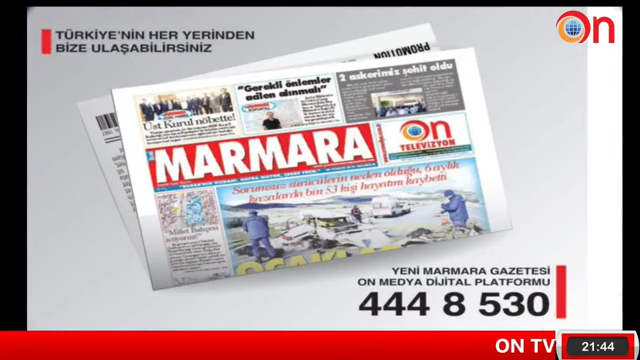 TÜRKİYE'NİN HER YERİNDEN
BİZE ULAŞABİLİRSİNİZ
On
PROMOTION
"Gerekli önlemler
adilen alınmalı"
2 askerimiz şehit oldu
Üst Kurul nöbette!
MARMARA
On
TELEVİZYON
Sorumsuz sürücülerin neden olduğu, 6 aylık
kazalarda bin 53 kişi hayatını kaybetti
"Millet Bahçesi
YENİ MARMARA GAZETESİ
ON MEDYA DİJİTAL PLATFORMU
444 8 530
ON TV
21:44